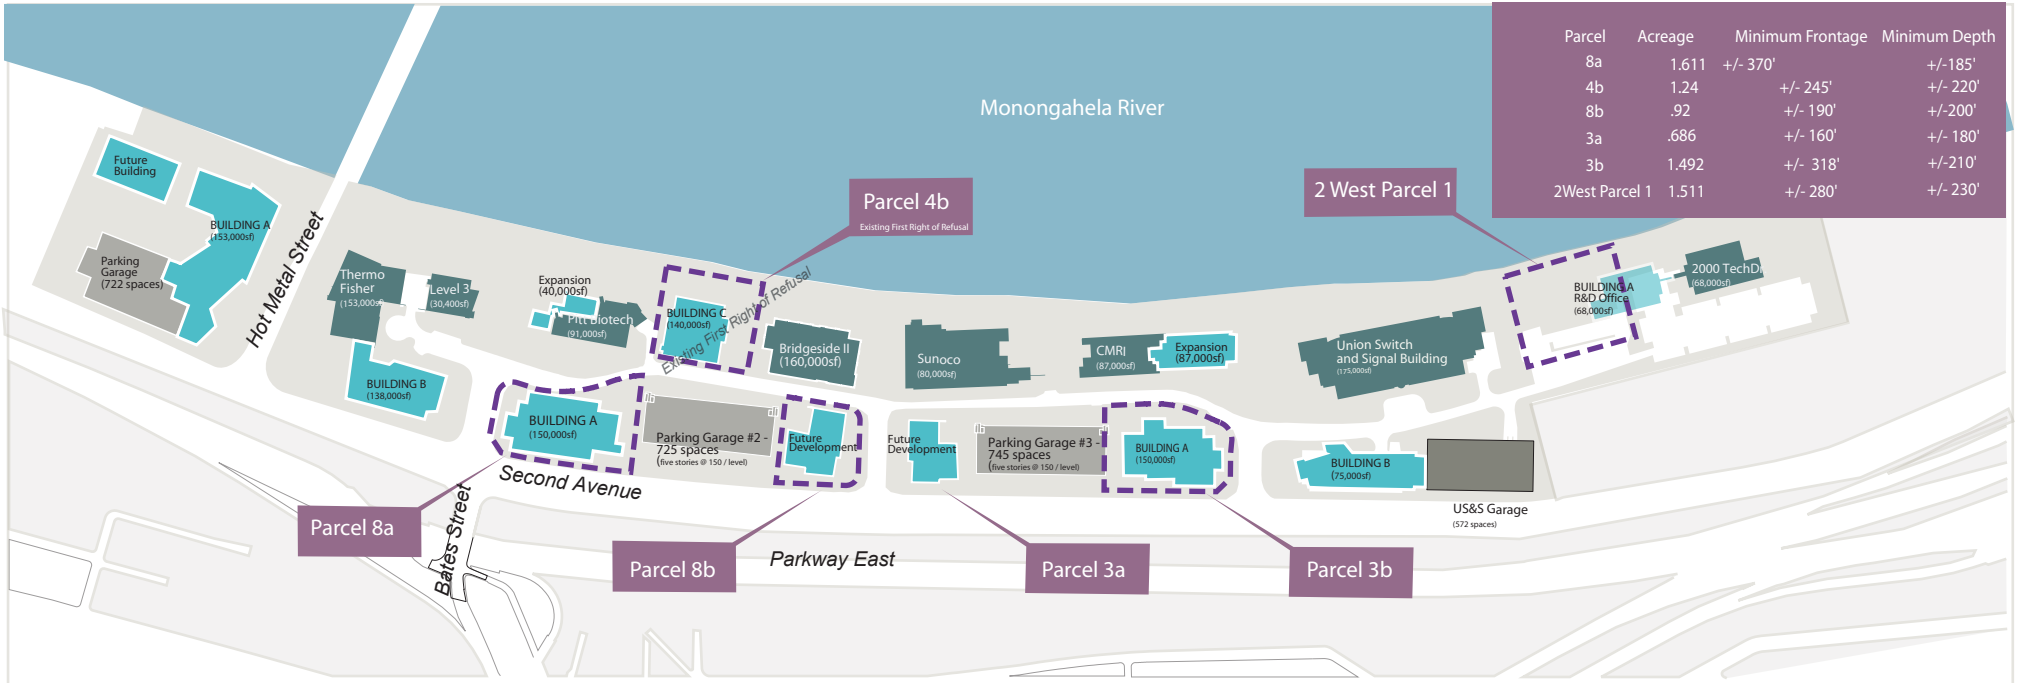 Parcel Acreage Minimum Frontage Minimum Depth
8a 1.611 +/- 370' +/-185'
4b 1.24 +/- 245' +/- 220'
8b .92 +/- 190' +/-200'
3a .686 +/- 160' +/- 180'
3b 1.492 +/- 318' +/-210'
2West Parcel 1 1.511 +/- 280' +/- 230'
Monongahela River
Future
Building
BUILDING A
(153,000sf)
Parking
Garage
(722 spaces)
Hot Metal Street
Thermo
Fisher
(153,000sf)
Level 3
(30,400sf)
BUILDING B
(138,000sf)
Expansion
(40,000sf)
Pitt Biotech
(91,000sf)
Parcel 4b
Existing First Right of Refusal
BUILDING C
(140,000sf)
Existing First Right of Refusal
Bridgeside II
(160,000sf)
Sunoco
(80,000sf)
CMRI
(87,000sf)
Expansion
(87,000sf)
2 West Parcel 1
Union Switch
and Signal Building
(175,000sf)
BUILDING A
R&D Office
(68,000sf)
2000 TechDr
(68,000sf)
BUILDING A
(150,000sf)
Parking Garage #2 -
725 spaces
(five stories @ 150 / level)
Future
Development
Future
Development
Parking Garage #3 -
745 spaces
(five stories @ 150 / level)
BUILDING A
(150,000sf)
BUILDING B
(75,000sf)
US&S Garage
(572 spaces)
Second Avenue
Bates Street
Parkway East
Parcel 8a
Parcel 8b
Parcel 3a
Parcel 3b